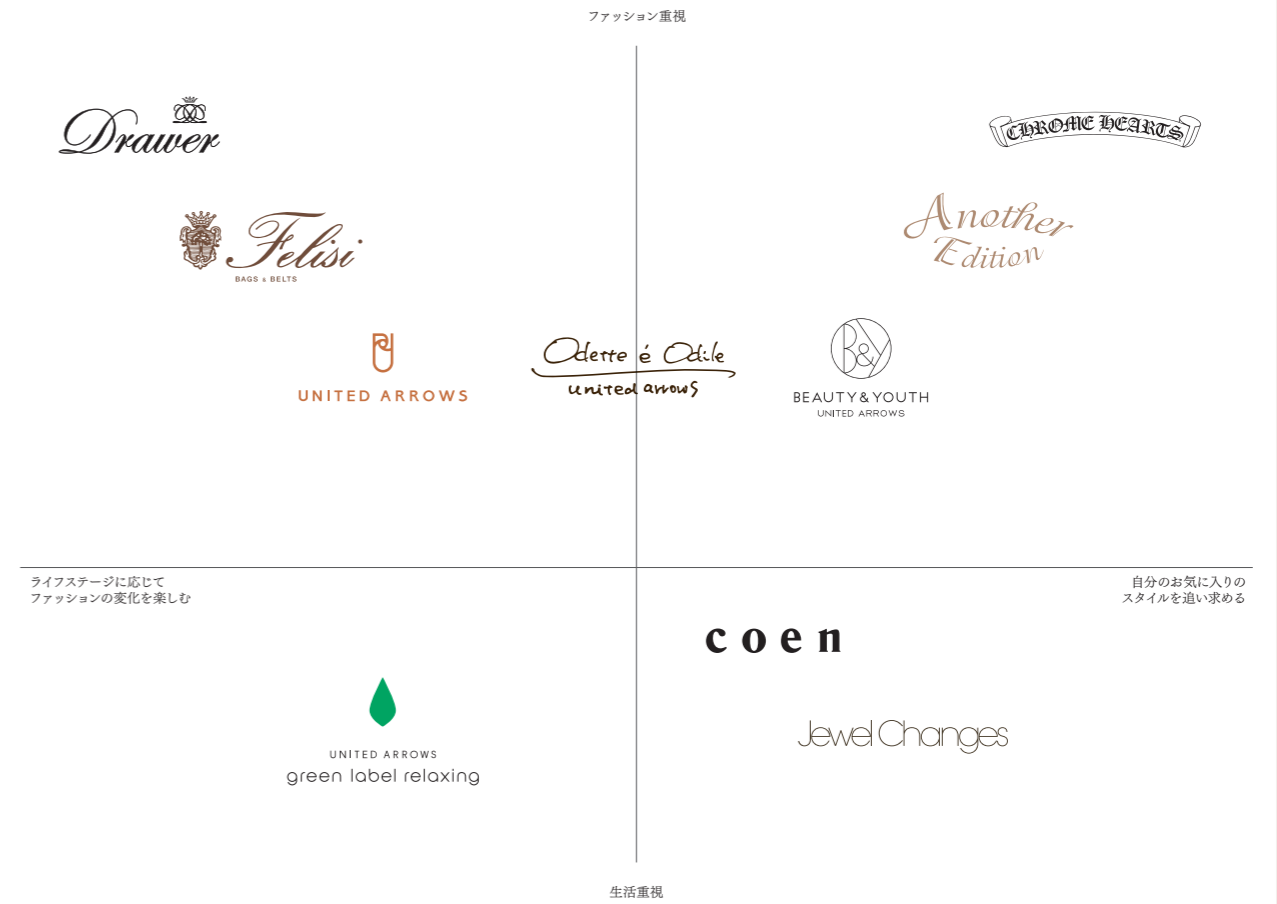 ファッション重視
Drawer
CHROME HEARTS
Another
Edition
Felisi
BAGS & BELTS
B&Y
Odette é Odile
united arrows
UNITED ARROWS
BEAUTY&YOUTH
UNITED ARROWS
ライフステージに応じて
ファッションの変化を楽しむ
自分のお気に入りの
スタイルを追い求める
coen
Jewel Changes
UNITED ARROWS
green label relaxing
生活重視